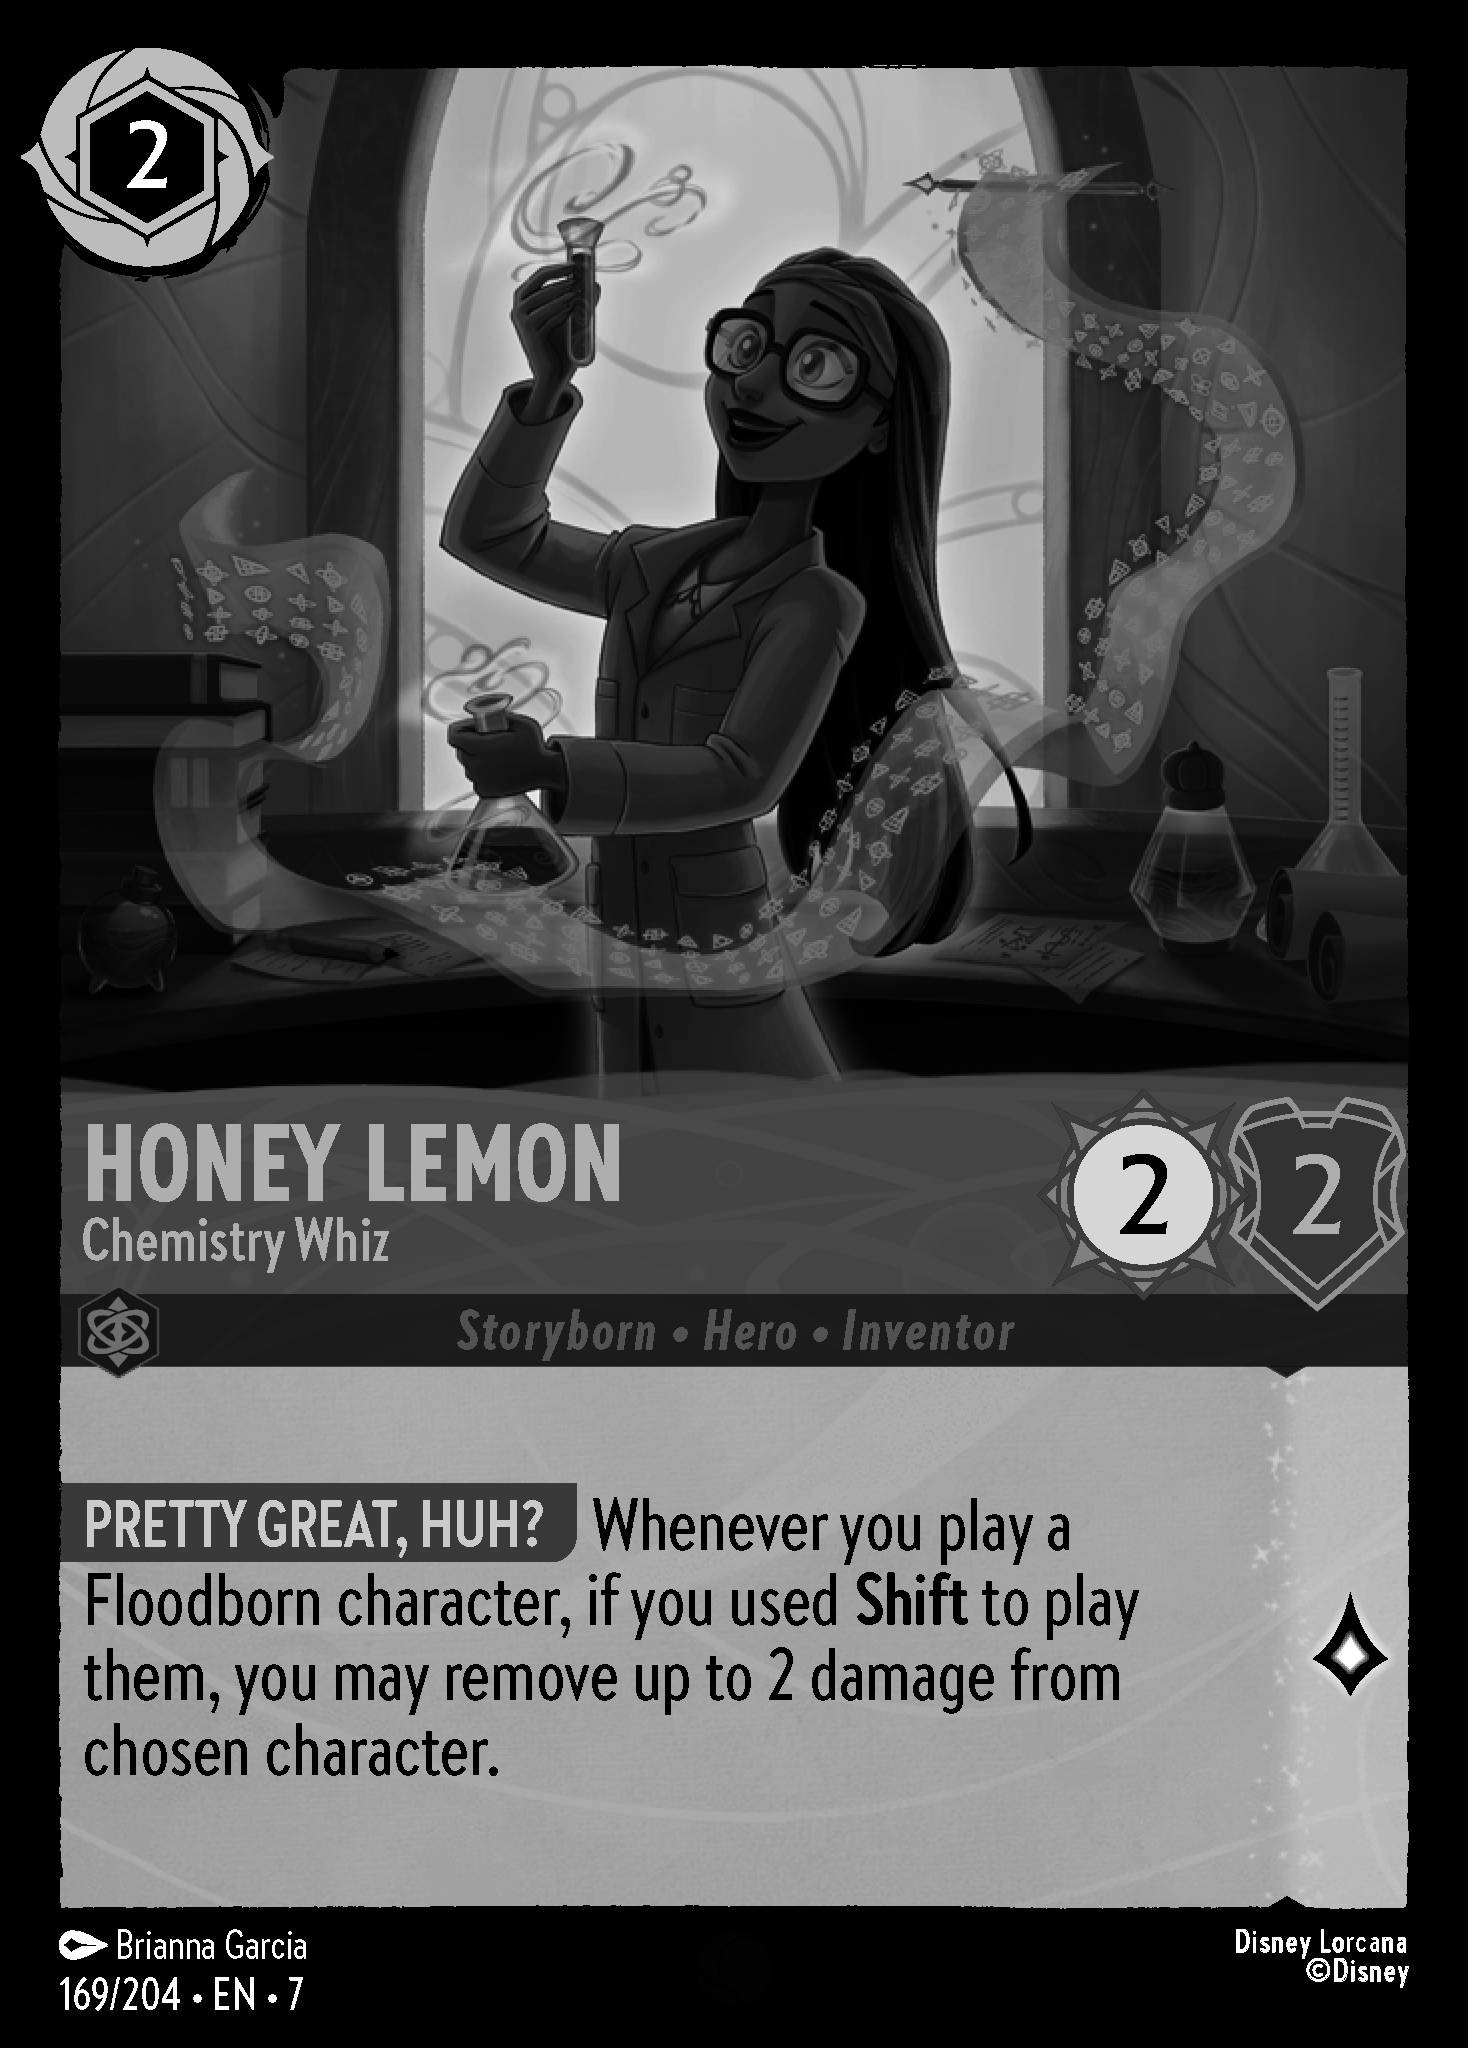 2
HONEY LEMON
Chemistry Whiz
2 2
Storyborn • Hero • Inventor
PRETTY GREAT, HUH? Whenever you play a
Floodborn character, if you used Shift to play
them, you may remove up to 2 damage from
chosen character.
Brianna Garcia
169/204 • EN • 7
Disney Lorcana
©Disney